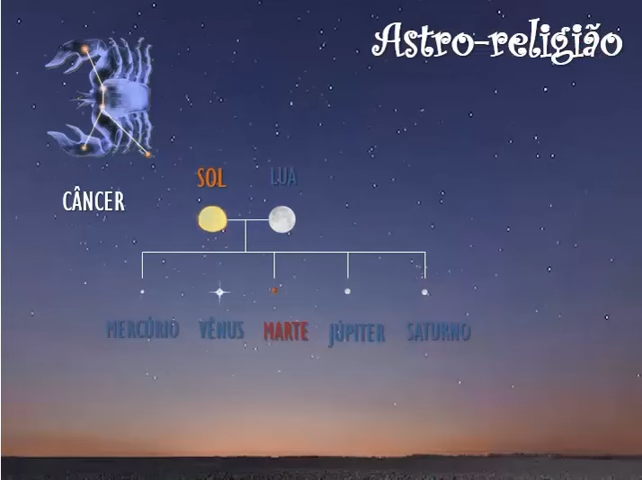 Astro-religião
SOL LUA
CÂNCER
MERCÚRIO VÊNUS MARTE JÚPITER SATURNO